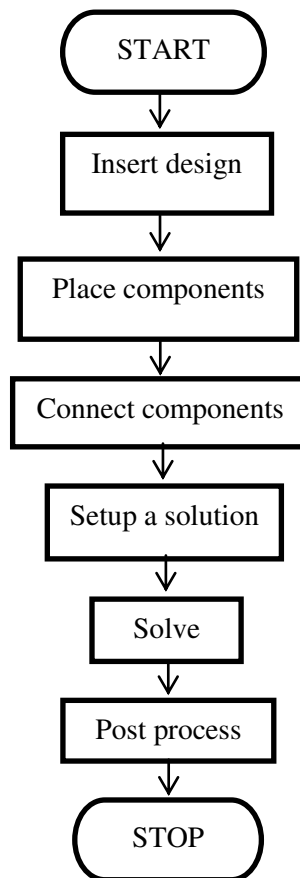 START
Insert design
Place components
Connect components
Setup a solution
Solve
Post process
STOP